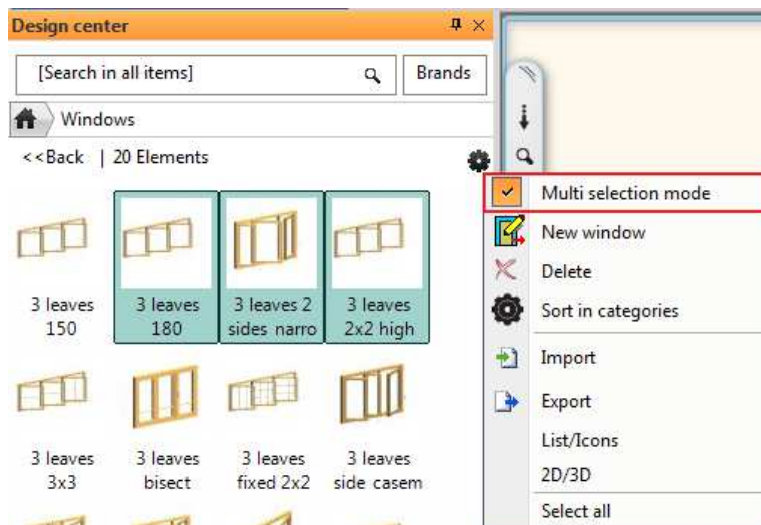 Design center
[Search in all items]
Brands
Windows
<<Back | 20 Elements
3 leaves 150
3 leaves 180
3 leaves 2 sides narro
3 leaves 2x2 high
3 leaves 3x3
3 leaves bisect
3 leaves fixed 2x2
3 leaves side casem
Multi selection mode
New window
Delete
Sort in categories
Import
Export
List/Icons
2D/3D
Select all